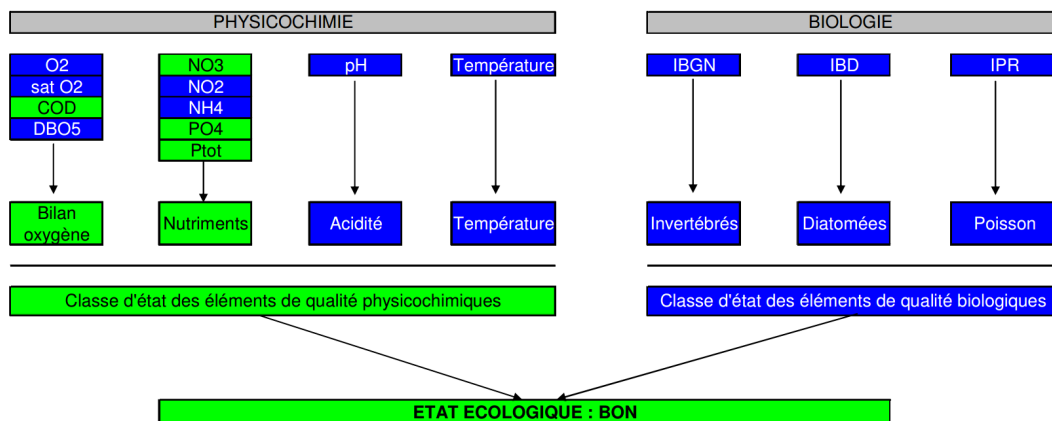 PHYSICOCHIMIE
BIOLOGIE
O2
sat O2
COD
DBO5
NO3
NO2
NH4
PO4
Ptot
pH
Température
IBGN
IBD
IPR
Bilan
oxygène
Nutriments
Acidité
Température
Invertébrés
Diatomées
Poisson
Classe d'état des éléments de qualité physicochimiques
Classe d'état des éléments de qualité biologiques
ETAT ECOLOGIQUE : BON